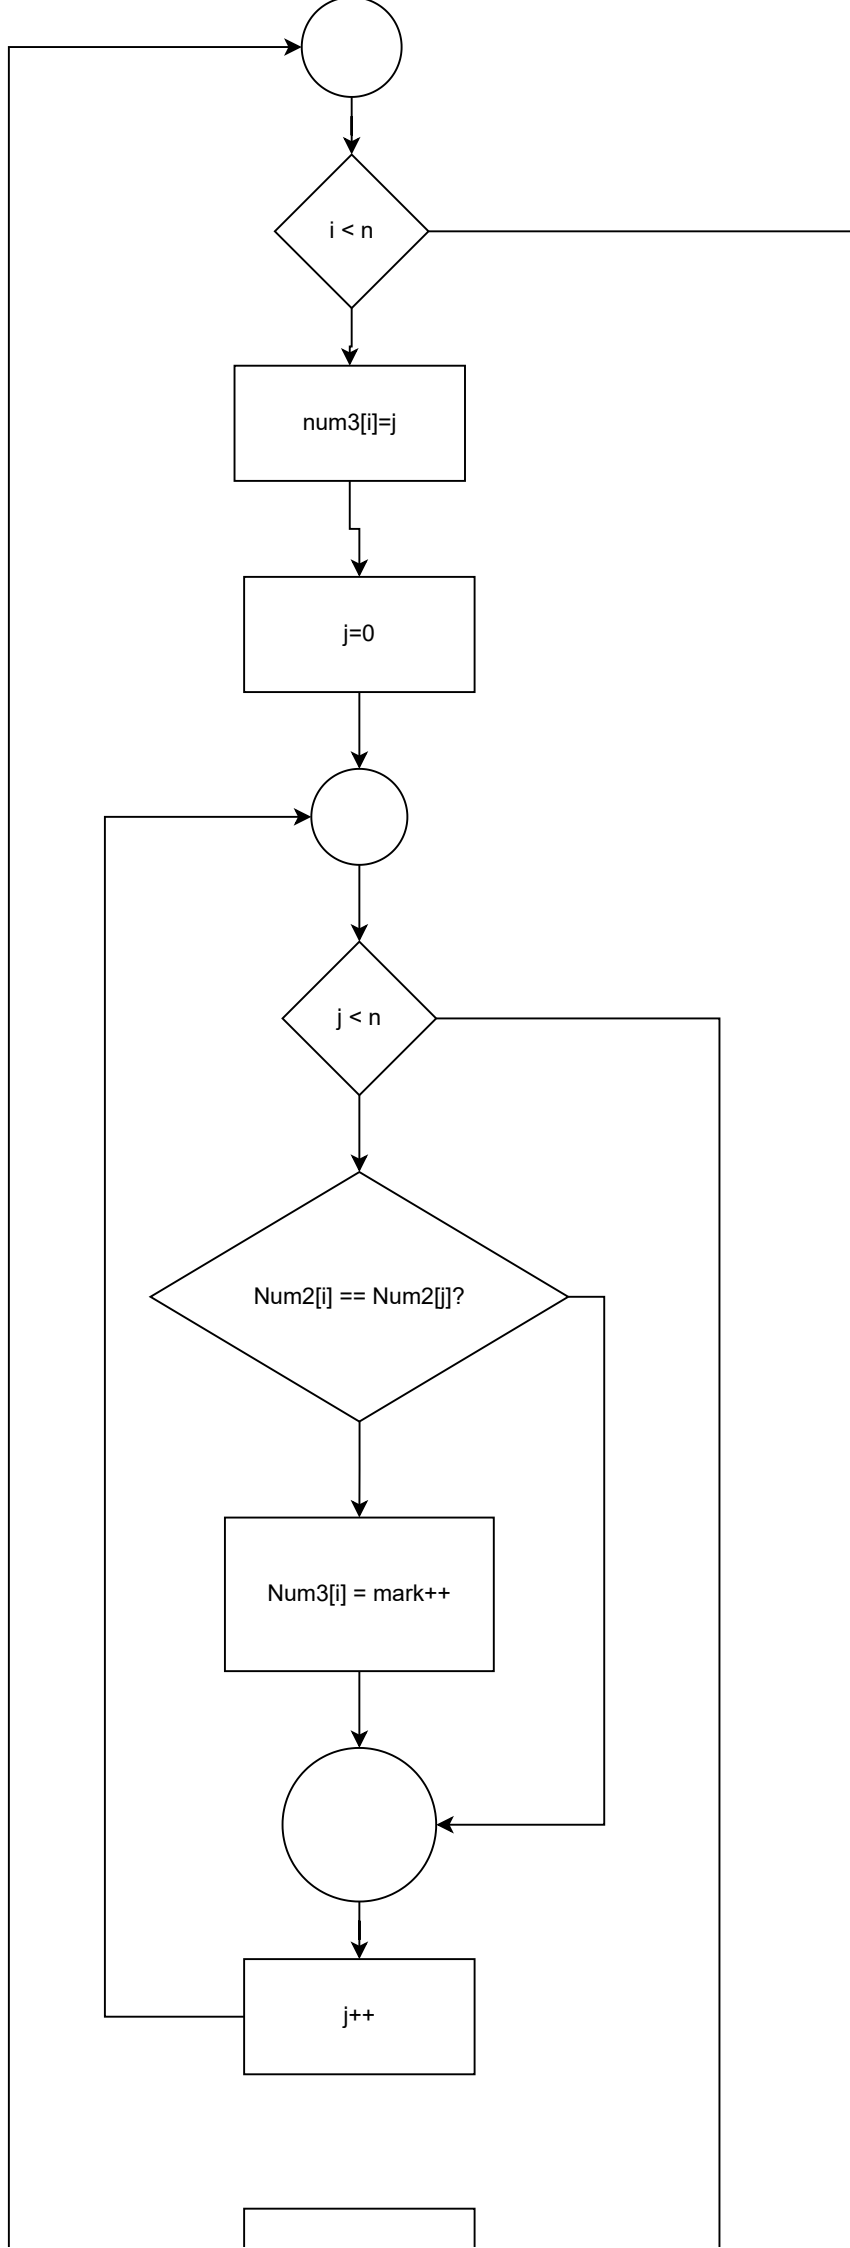 i < n
num3[i]=j
j=0
j < n
Num2[i] == Num2[j]?
Num3[i] = mark++
j++